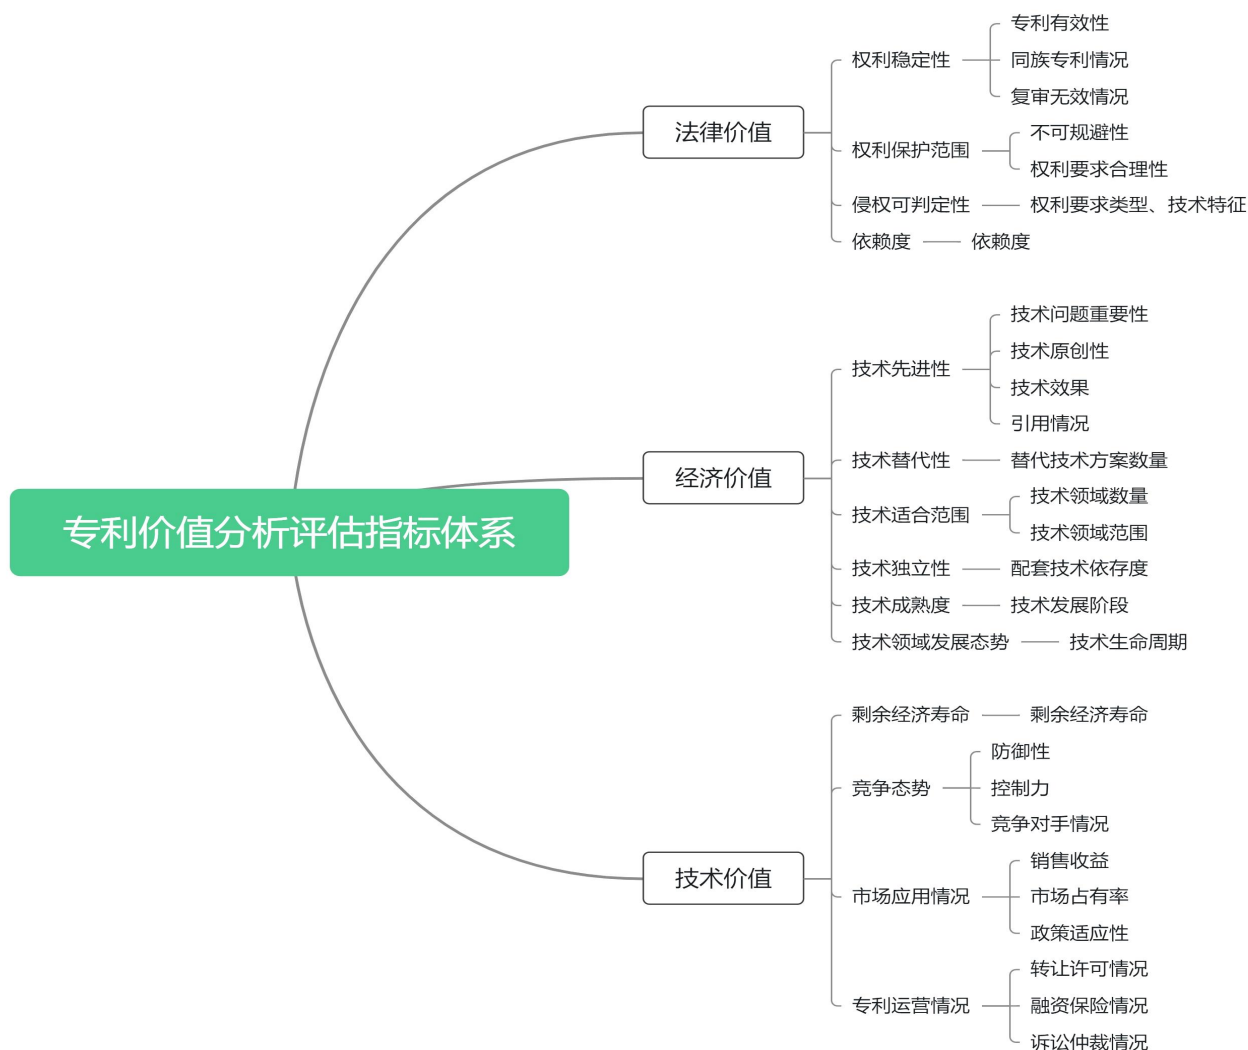 专利价值分析评估指标体系
法律价值
权利稳定性
专利有效性
同族专利情况
复审无效情况
权利保护范围
不可规避性
权利要求合理性
侵权可判定性
权利要求类型、技术特征
依赖度
依赖度
经济价值
技术先进性
技术问题重要性
技术原创性
技术效果
引用情况
技术替代性
替代技术方案数量
技术适合范围
技术领域数量
技术领域范围
技术独立性
配套技术依存度
技术成熟度
技术发展阶段
技术领域发展态势
技术生命周期
技术价值
剩余经济寿命
剩余经济寿命
竞争态势
防御性
控制力
竞争对手情况
市场应用情况
销售收益
市场占有率
政策适应性
专利运营情况
转让许可情况
融资保险情况
诉讼仲裁情况